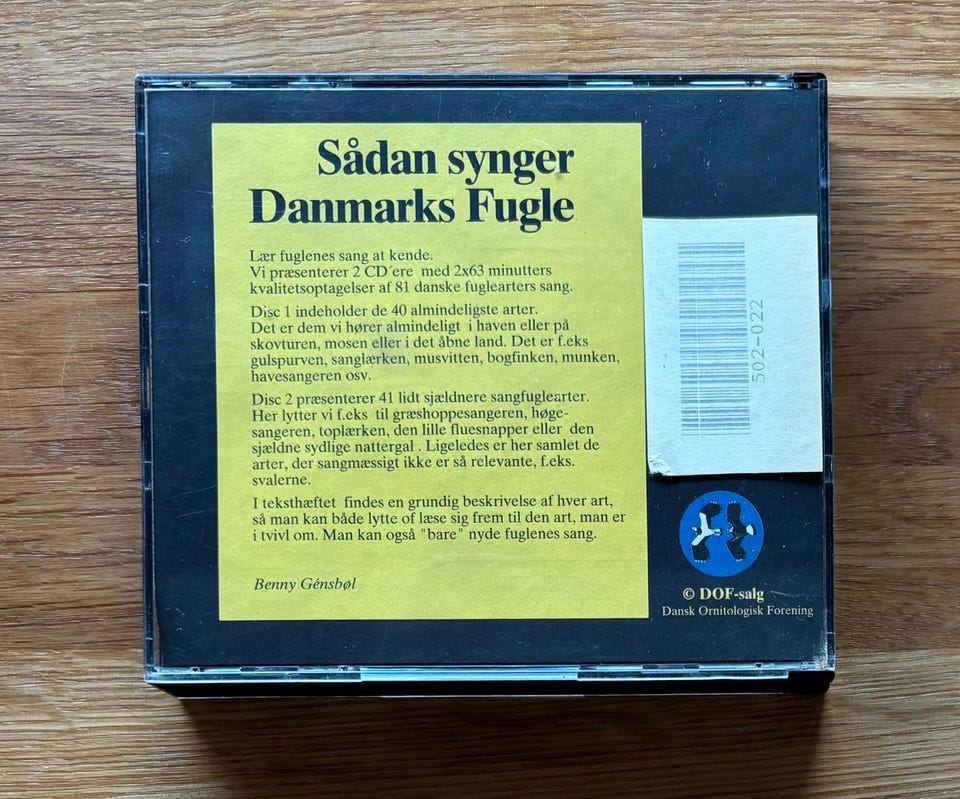 Sådan synger
Danmarks Fugle
Lær fuglenes sang at kende.
Vi præsenterer 2 CD´ere med 2x63 minutters
kvalitetsoptagelser af 81 danske fuglearters sang.
Disc 1 indeholder de 40 almindeligste arter.
Det er dem vi hører almindeligt i haven eller på
skovturen, mosen eller i det åbne land. Det er f.eks
gulspurven, sanglærken, musvitten, bogfinken, munken,
havesangeren osv.
Disc 2 præsenterer 41 lidt sjældnere sangfuglearter.
Her lytter vi f.eks til græshoppesangeren, høge-
sangeren, toplærken, den lille fluesnapper eller den
sjældne sydlige nattergal . Ligeledes er her samlet de
arter, der sangmæssigt ikke er så relevante, f.eks.
svalerne.
I teksthæftet findes en grundig beskrivelse af hver art,
så man kan både lytte of læse sig frem til den art, man er
i tvivl om. Man kan også "bare" nyde fuglenes sang.
Benny Génsbøl
502-022
© DOF-salg
Dansk Ornitologisk Forening